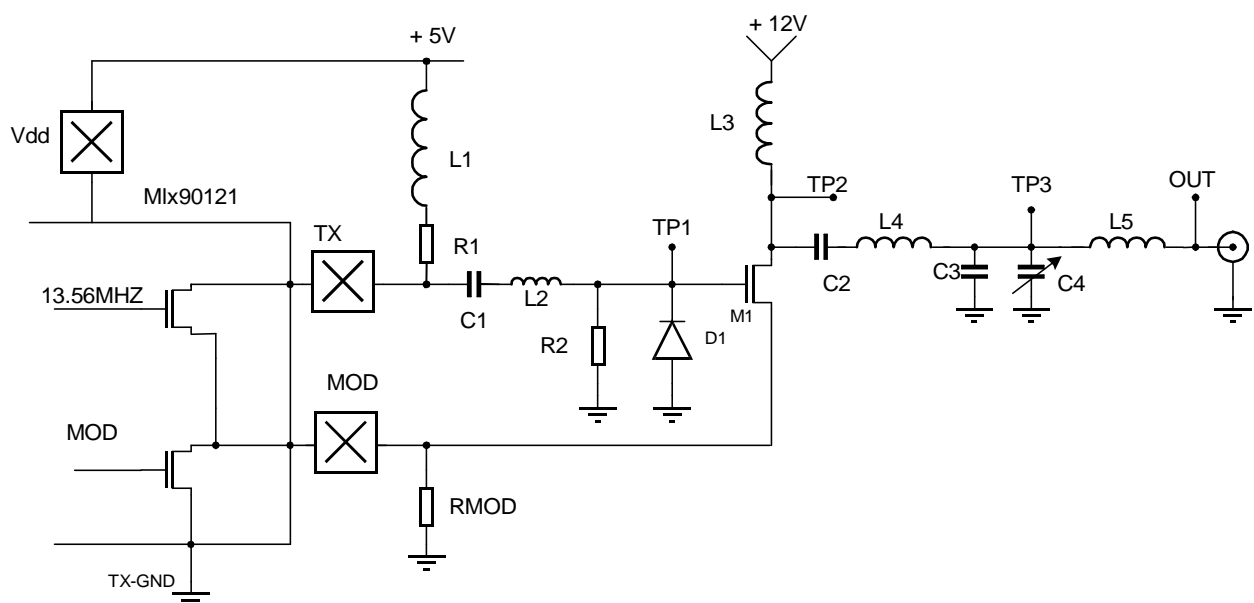 + 12V
+ 5V
Vdd
L3
L1
Mlx90121
TX
R1
TP1
TP2
TP3
OUT
L4
L5
13.56MHZ
C1
L2
C2
C3
C4
M1
R2
D1
MOD
MOD
RMOD
TX-GND